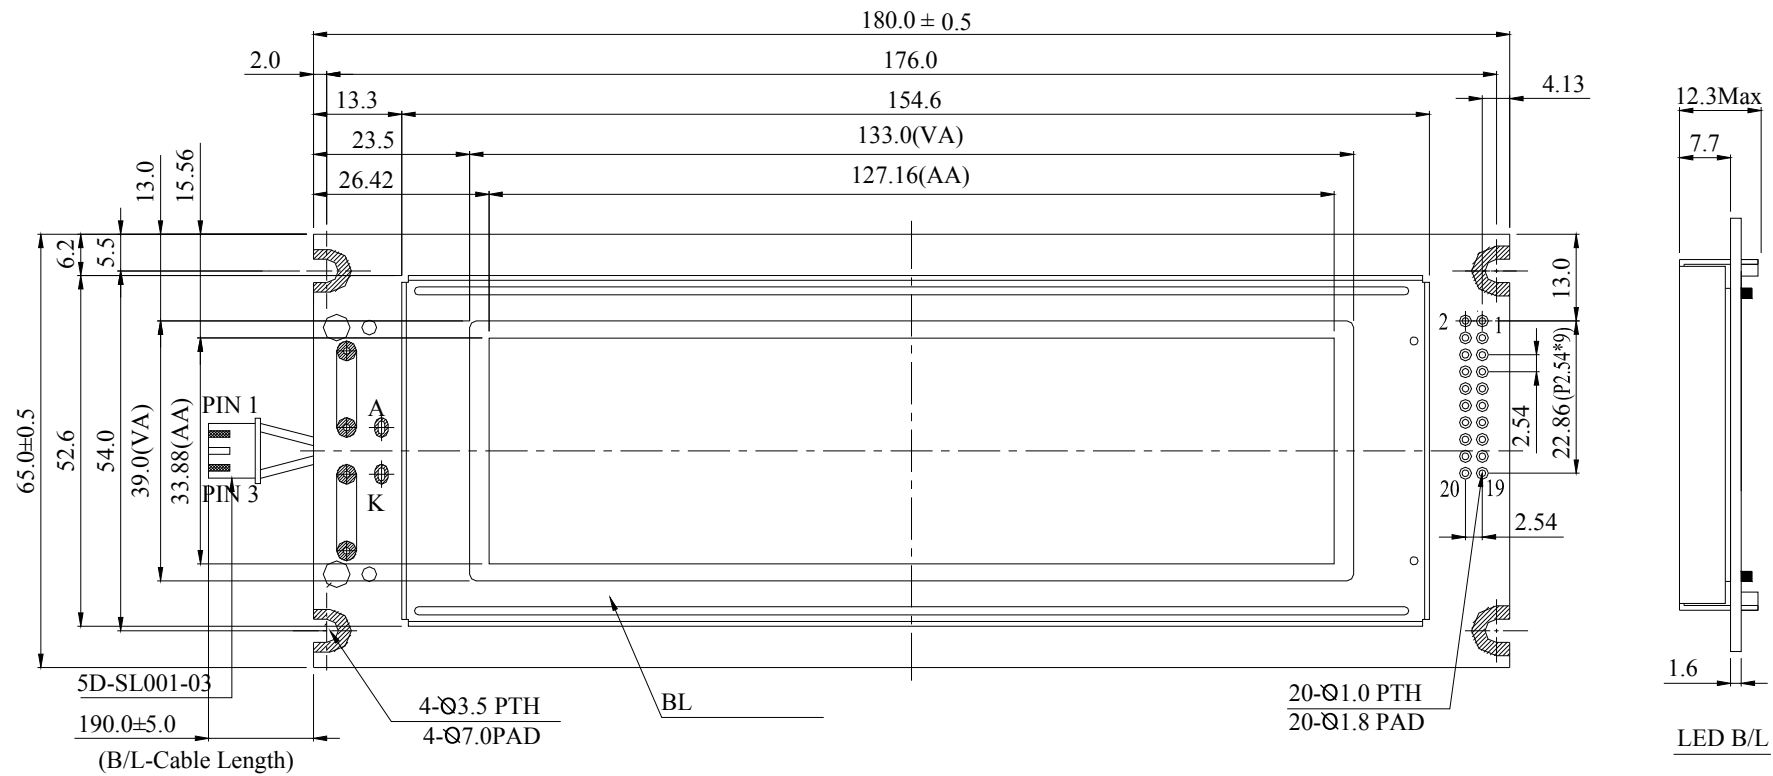 180.0 ± 0.5
2.0
176.0
4.13
13.3
154.6
12.3Max
23.5
133.0(VA)
7.7
26.42
127.16(AA)
13.0
15.56
6.2
5.5
13.0
2
1
65.0±0.5
52.6
54.0
39.0(VA)
33.88(AA)
PIN 1
A
2.54
22.86(P2.54*9)
PIN 3
K
20
19
2.54
5D-SL001-03
4-Ø3.5 PTH
4-Ø7.0PAD
BL
20-Ø1.0 PTH
20-Ø1.8 PAD
1.6
190.0±5.0
(B/L-Cable Length)
LED B/L